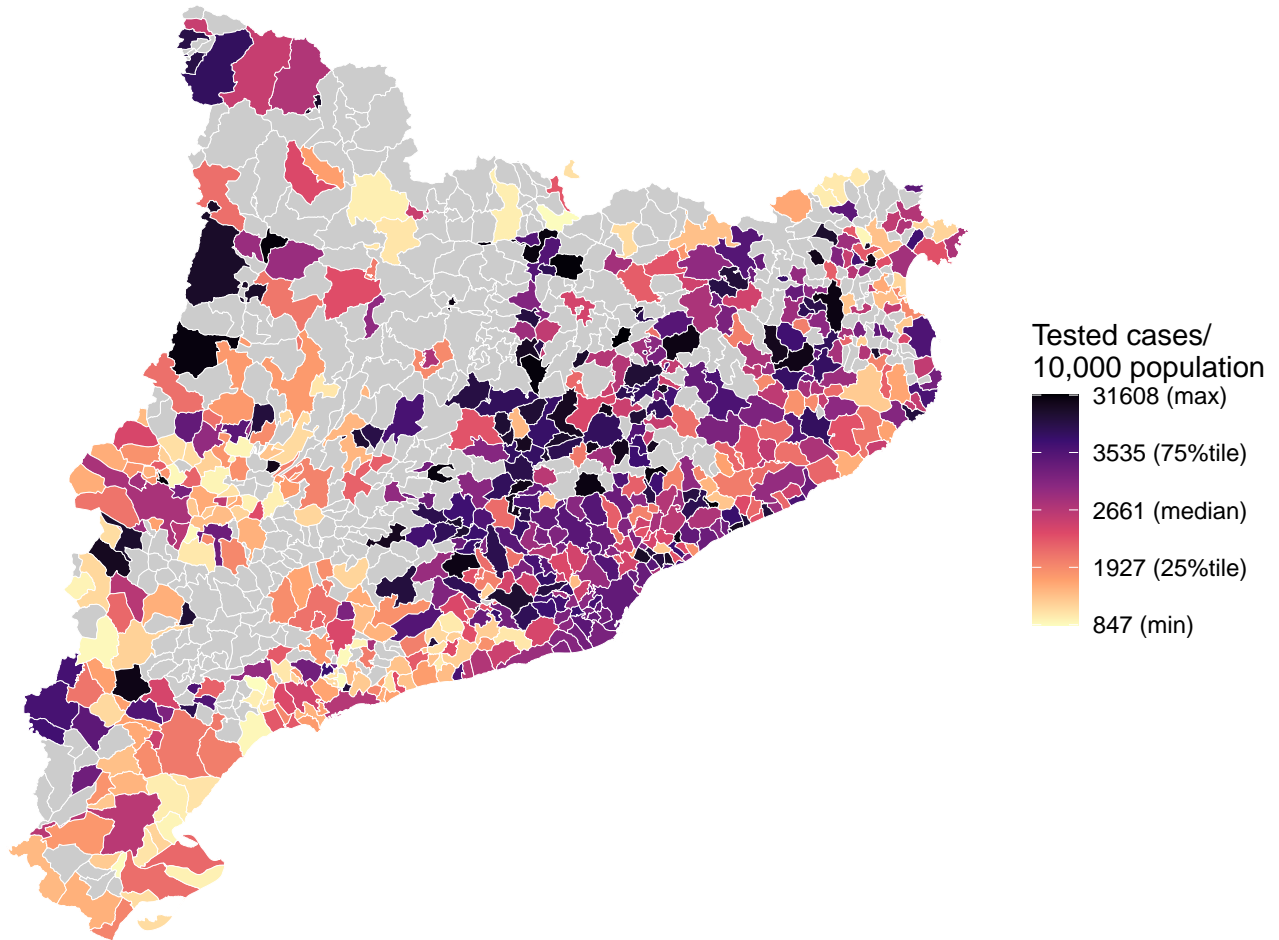 Tested cases/
10,000 population
31608 (max)
3535 (75%tile)
2661 (median)
1927 (25%tile)
847 (min)